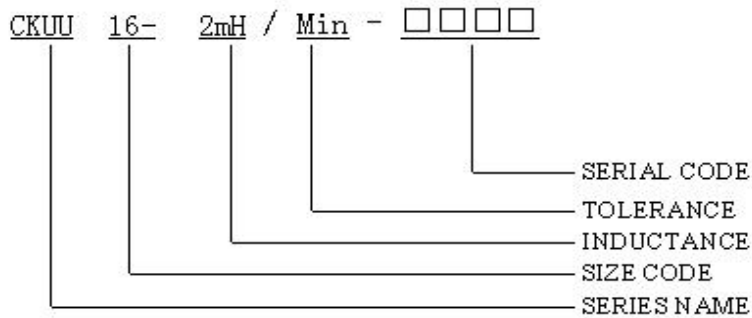 CKUU 16- 2mH / Min - □□□□
SERIAL CODE
TOLERANCE
INDUCTANCE
SIZE CODE
SERIES NAME